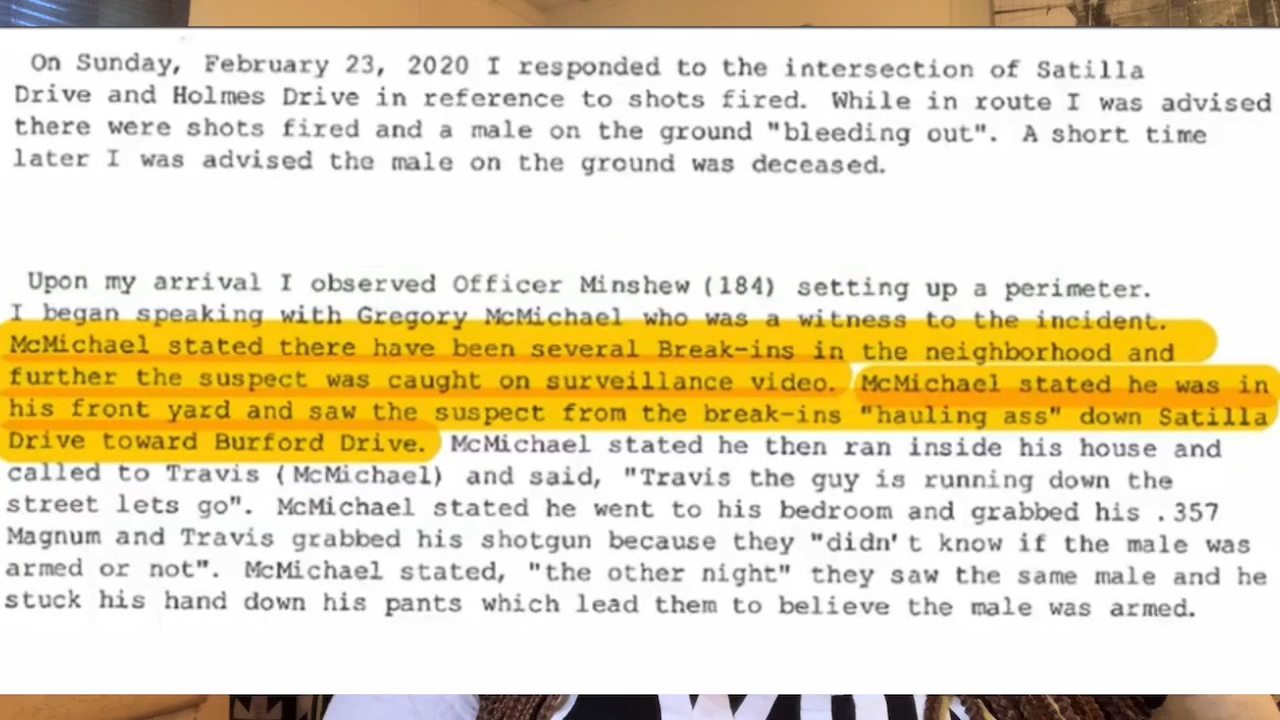 On Sunday, February 23, 2020 I responded to the intersection of Satilla
Drive and Holmes Drive in reference to shots fired. While in route I was advised
there were shots fired and a male on the ground "bleeding out". A short time
later I was advised the male on the ground was deceased.
Upon my arrival I observed Officer Minshew (184) setting up a perimeter.
I began speaking with Gregory McMichael who was a witness to the incident.
McMichael stated there have been several Break-ins in the neighborhood and
further the suspect was caught on surveillance video. McMichael stated he was in
his front yard and saw the suspect from the break-ins "hauling ass" down Satilla
Drive toward Burford Drive. McMichael stated he then ran inside his house and
called to Travis (McMichael) and said, "Travis the guy is running down the
street lets go". McMichael stated he went to his bedroom and grabbed his .357
Magnum and Travis grabbed his shotgun because they "didn't know if the male was
armed or not". McMichael stated, "the other night" they saw the same male and he
stuck his hand down his pants which lead them to believe the male was armed.